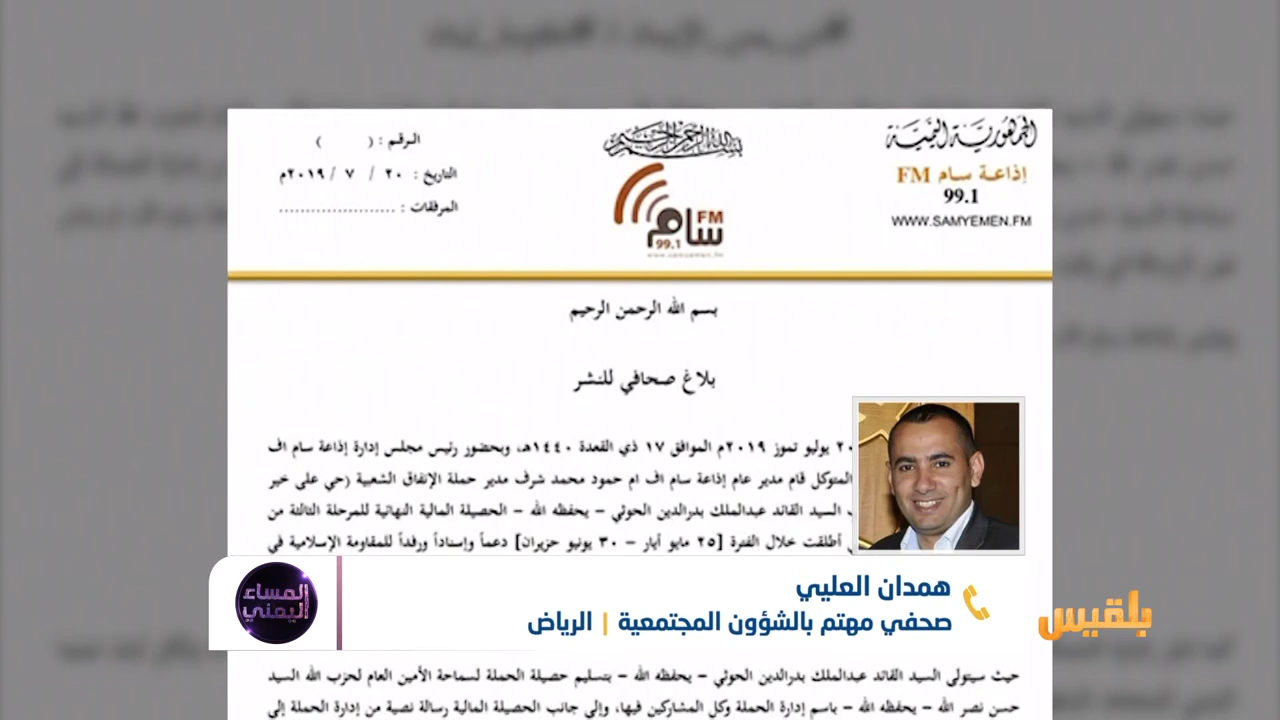 الجمهورية اليمنية
إذاعة سام FM
99.1
WWW.SAMYEMEN.FM
بسم الله الرحمن الرحيم
سام FM
99.1
www.samyemen.fm
الرقم : ( )
التاريخ : ٢٠ / ٧ / ٢٠١٩م
المرفقات : ......................
بسم الله الرحمن الرحيم
بلاغ صحافي للنشر
يوليو تموز ٢٠١٩م الموافق ١٧ ذي القعدة ١٤٤٠هـ، وبحضور رئيس مجلس إدارة إذاعة سام اف
المتوكل قام مدير عام إذاعة سام اف ام حمود محمد شرف مدير حملة الإنفاق الشعبية (حي على خير
السيد القائد عبدالملك بدرالدين الحوثي – يحفظه الله – الحصيلة المالية النهائية للمرحلة الثالثة من
أطلقت خلال الفترة [٢٥ مايو أيار – ٣٠ يونيو حزيران] دعماً وإسناداً ورفداً للمقاومة الإسلامية في
همدان العليي
صحفي مهتم بالشؤون المجتمعية | الرياض
المساء
اليمني
بلقيس
حيث سيتولى السيد القائد عبدالملك بدرالدين الحوثي – يحفظه الله – بتسليم حصيلة الحملة لسماحة الأمين العام لحزب الله السيد
حسن نصر الله – يحفظه الله – باسم إدارة الحملة وكل المشاركين فيها، وإلى جانب الحصيلة المالية رسالة نصية من إدارة الحملة إلى